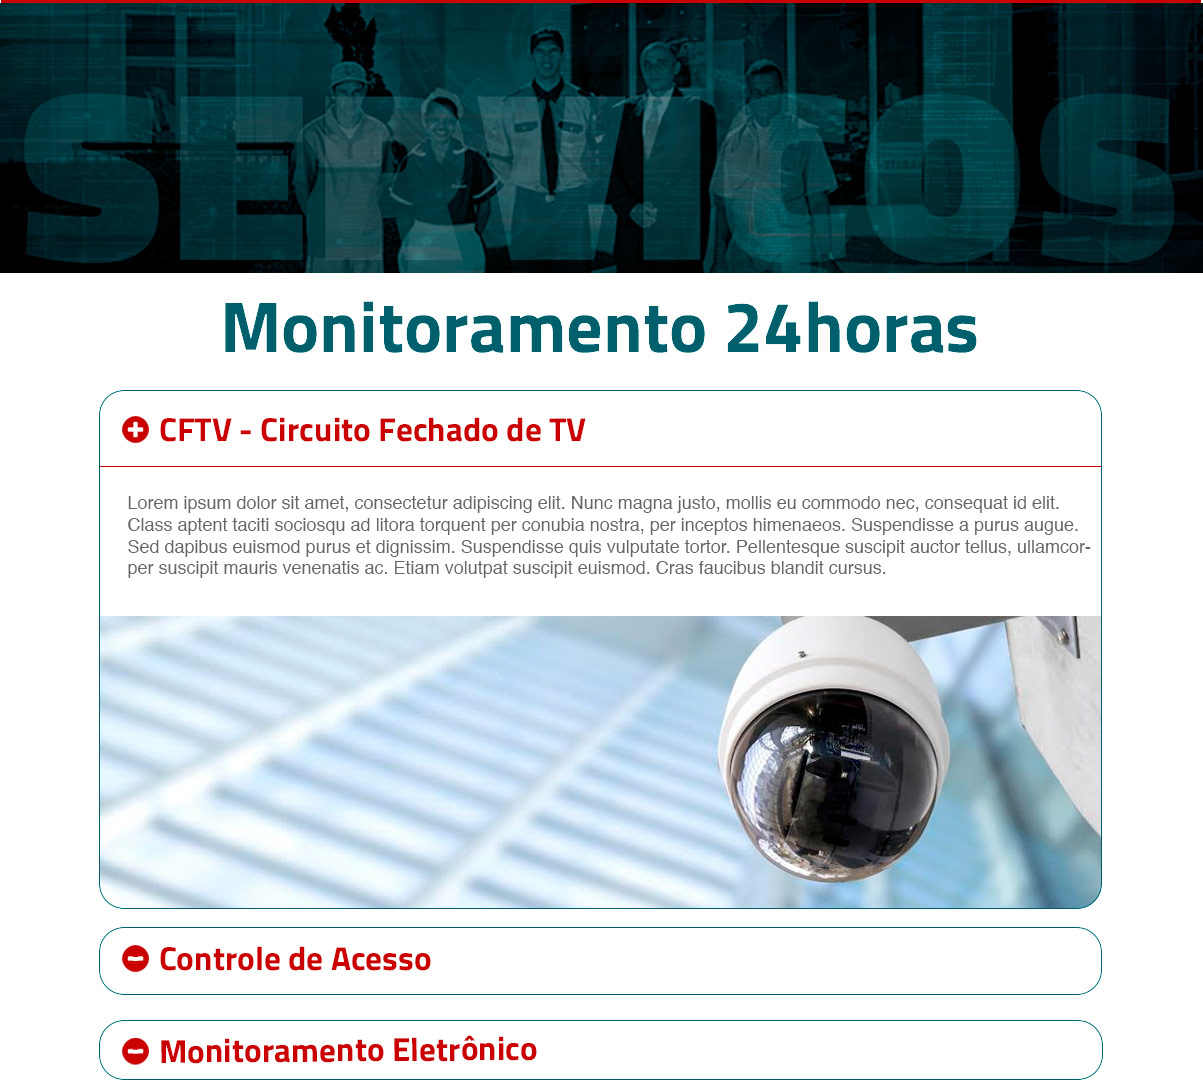 SERVICOS
Monitoramento 24horas
CFTV - Circuito Fechado de TV
Lorem ipsum dolor sit amet, consectetur adipiscing elit. Nunc magna justo, mollis eu commodo nec, consequat id elit.
Class aptent taciti sociosqu ad litora torquent per conubia nostra, per inceptos himenaeos. Suspendisse a purus augue.
Sed dapibus euismod purus et dignissim. Suspendisse quis vulputate tortor. Pellentesque suscipit auctor tellus, ullamcor-
per suscipit mauris venenatis ac. Etiam volutpat suscipit euismod. Cras faucibus blandit cursus.
Controle de Acesso
Monitoramento Eletrônico